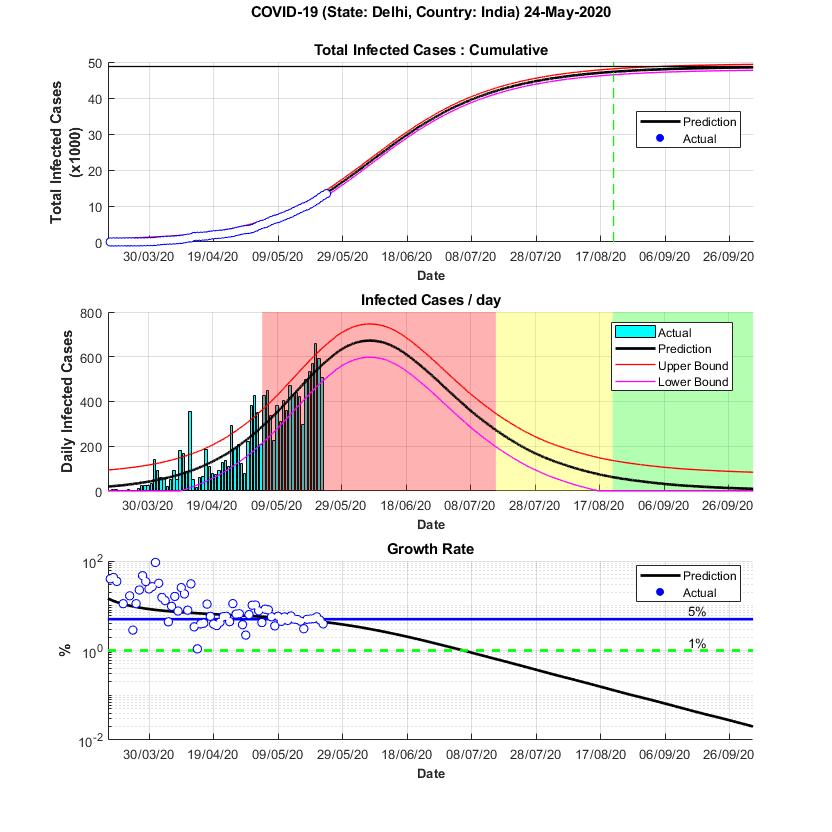 COVID-19 (State: Delhi, Country: India) 24-May-2020
Total Infected Cases : Cumulative
Total Infected Cases
(x1000)
50
40
30
20
10
0
Prediction
Actual
30/03/20 19/04/20 09/05/20 29/05/20 18/06/20 08/07/20 28/07/20 17/08/20 06/09/20 26/09/20
Date
Infected Cases / day
Daily Infected Cases
800
600
400
200
0
Actual
Prediction
Upper Bound
Lower Bound
30/03/20 19/04/20 09/05/20 29/05/20 18/06/20 08/07/20 28/07/20 17/08/20 06/09/20 26/09/20
Date
Growth Rate
%
10^2
10^0
10^-2
Prediction
Actual
5%
1%
30/03/20 19/04/20 09/05/20 29/05/20 18/06/20 08/07/20 28/07/20 17/08/20 06/09/20 26/09/20
Date